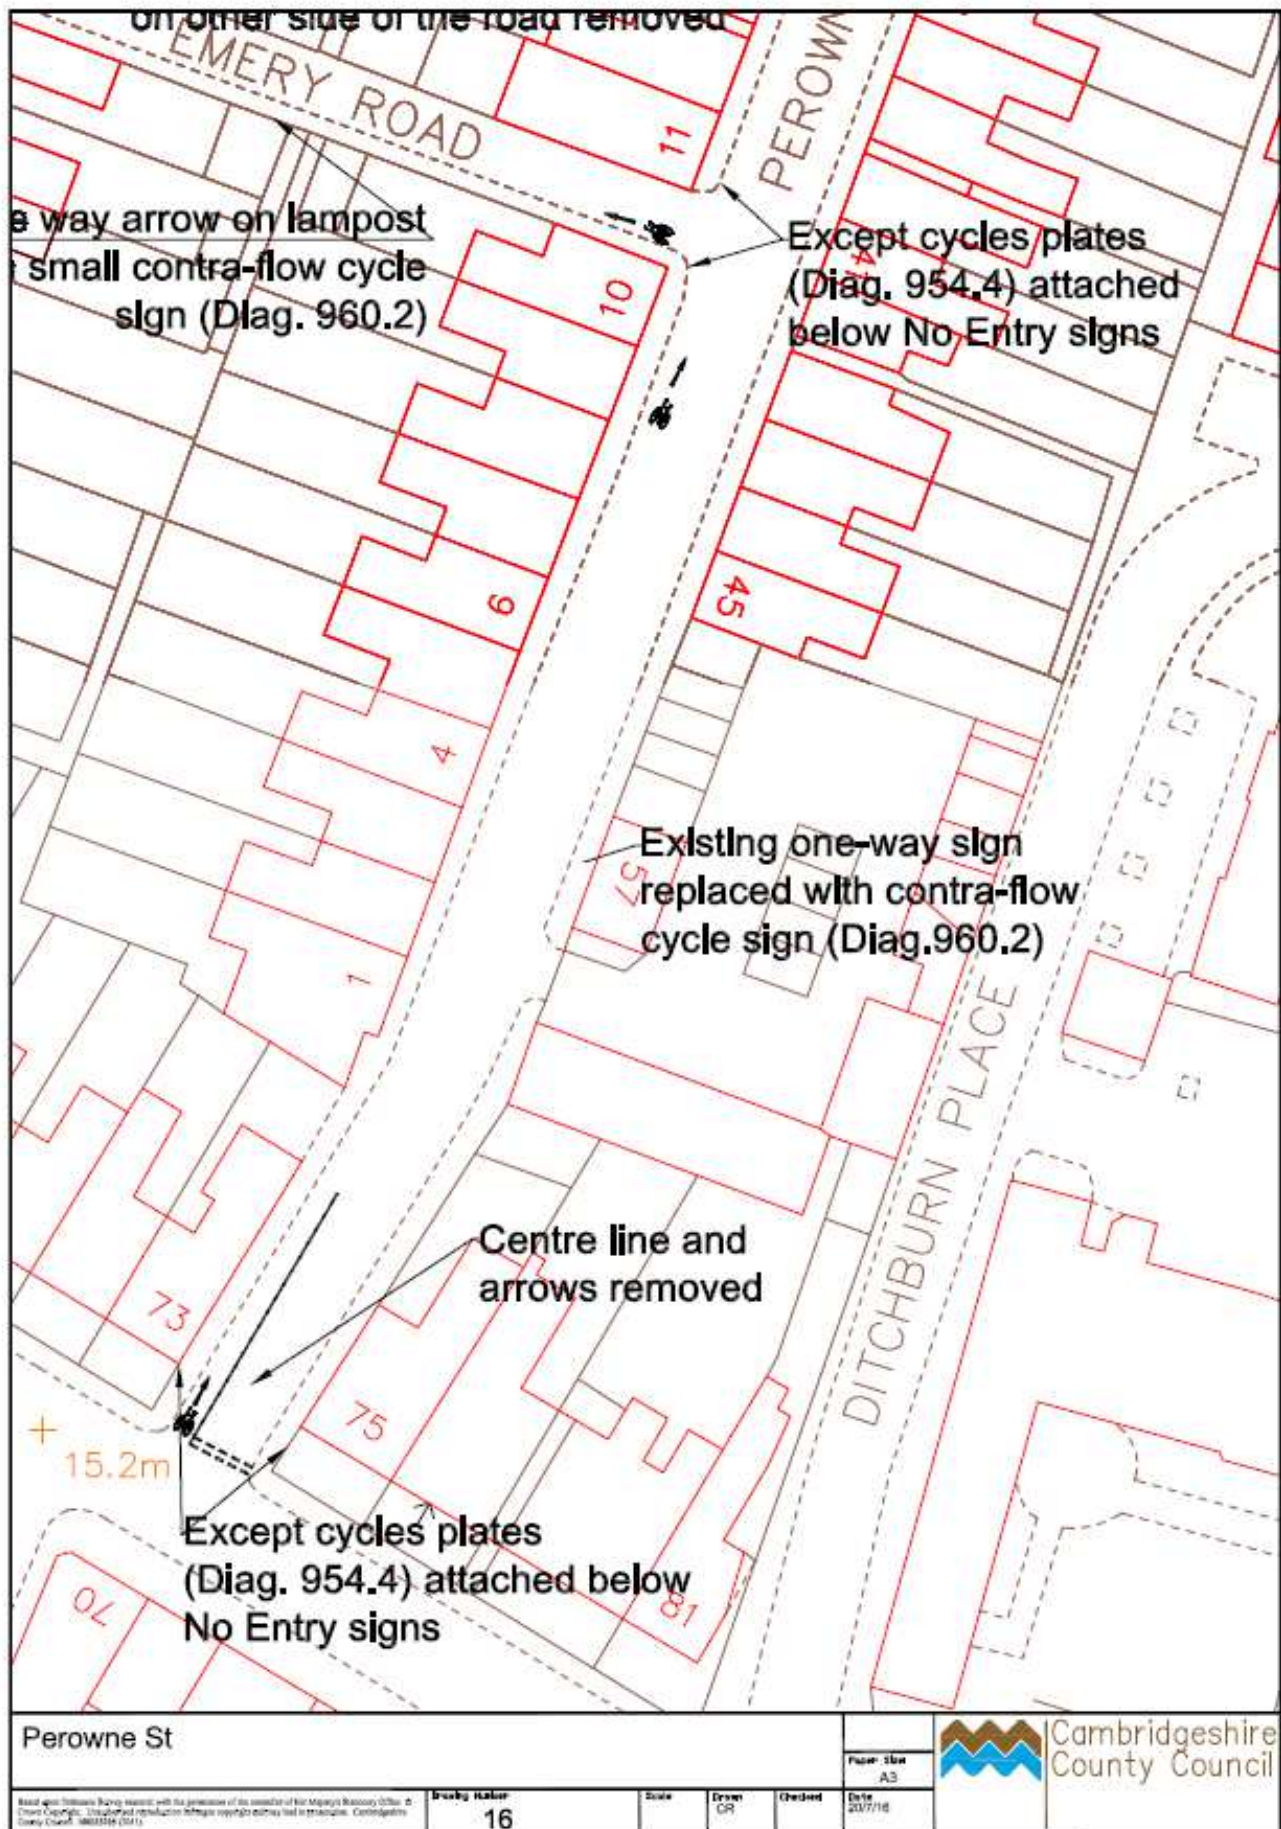 on other side of the road removed
EMERY ROAD
PEROWN
11
e way arrow on lampost
small contra-flow cycle
sign (Diag. 960.2)
Except cycles plates
(Diag. 954.4) attached
below No Entry signs
10
9
45
4
Existing one-way sign
replaced with contra-flow
cycle sign (Diag.960.2)
57
1
DITCHBURN PLACE
Centre line and
arrows removed
73
75
15.2m
Except cycles plates
(Diag. 954.4) attached below
No Entry signs
70
81
Perowne St
Paper Size
A3
Cambridgeshire
County Council
Drawing Number
16
Scale
Drawn
CR
Checked
Date
20/7/16